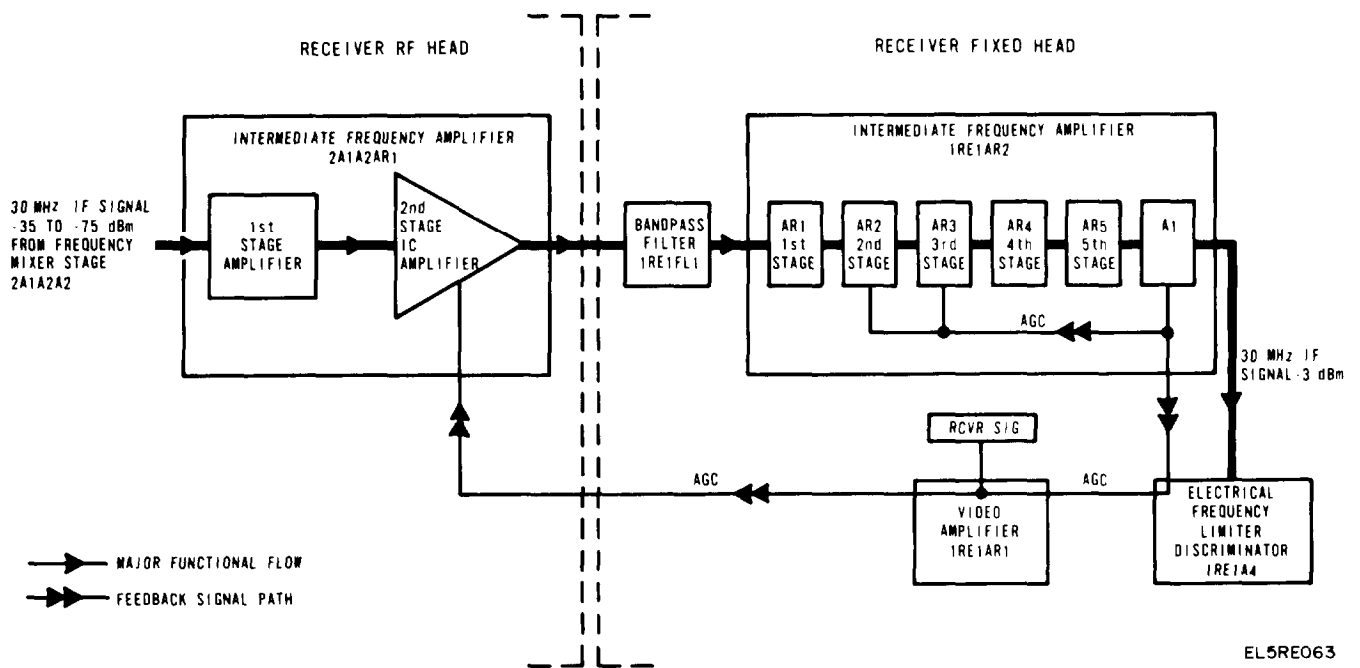 RECEIVER RF HEAD
RECEIVER FIXED HEAD
INTERMEDIATE FREQUENCY AMPLIFIER
2A1A2AR1
30 MHz IF SIGNAL
-35 TO -75 dBm
FROM FREQUENCY
MIXER STAGE
2A1A2A2
1st
STAGE
AMPLIFIER
2nd
STAGE
IC
AMPLIFIER
BANDPASS
FILTER
1RE1FL1
INTERMEDIATE FREQUENCY AMPLIFIER
1RE1AR2
AR1
1st
STAGE
AR2
2nd
STAGE
AR3
3rd
STAGE
AR4
4th
STAGE
AR5
5th
STAGE
A1
AGC
30 MHz IF
SIGNAL -3 dBm
RCVR SIG
AGC
AGC
VIDEO
AMPLIFIER
1RE1AR1
ELECTRICAL
FREQUENCY
LIMITER
DISCRIMINATOR
1RE1A4
MAJOR FUNCTIONAL FLOW
FEEDBACK SIGNAL PATH
EL5RE063